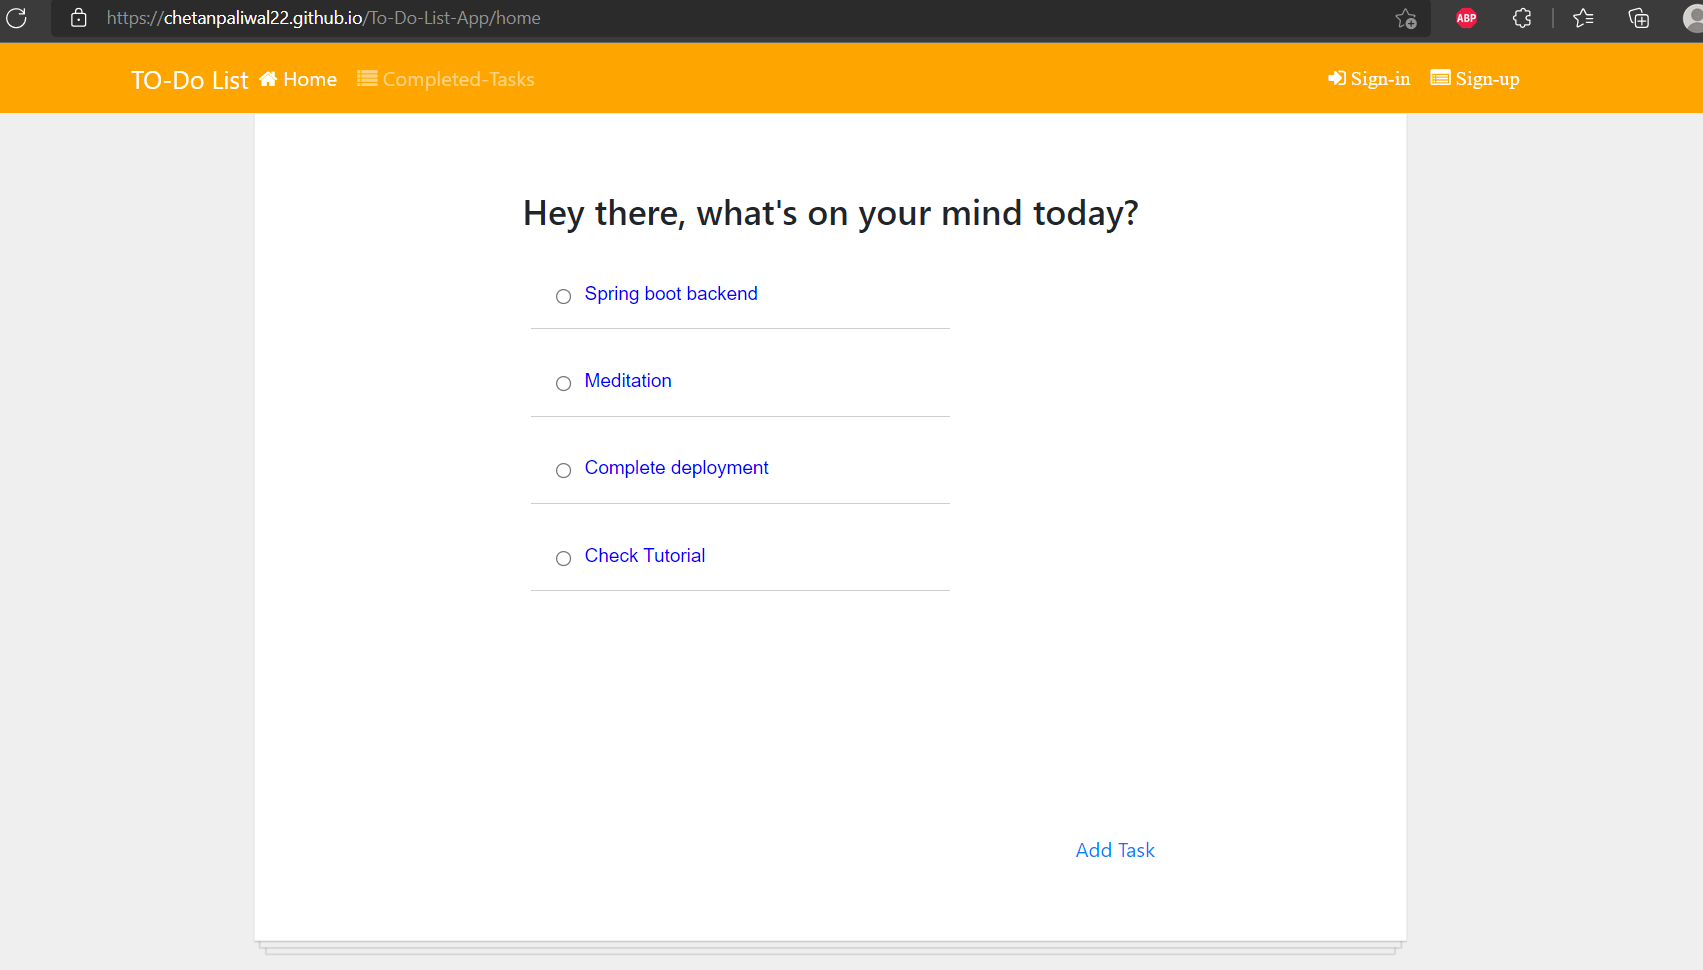 https://chetanpaliwal22.github.io/To-Do-List-App/home
ABP
TO-Do List Home Completed-Tasks Sign-in Sign-up
Hey there, what's on your mind today?
Spring boot backend
Meditation
Complete deployment
Check Tutorial
Add Task